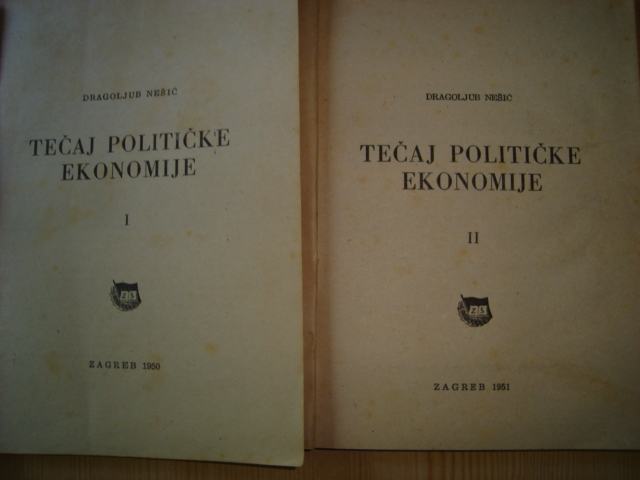 DRAGOLJUB NEŠIĆ
TEČAJ POLITIČKE
EKONOMIJE
I
ZAGREB 1950
DRAGOLJUB NEŠIĆ
TEČAJ POLITIČKE
EKONOMIJE
II
ZAGREB 1951